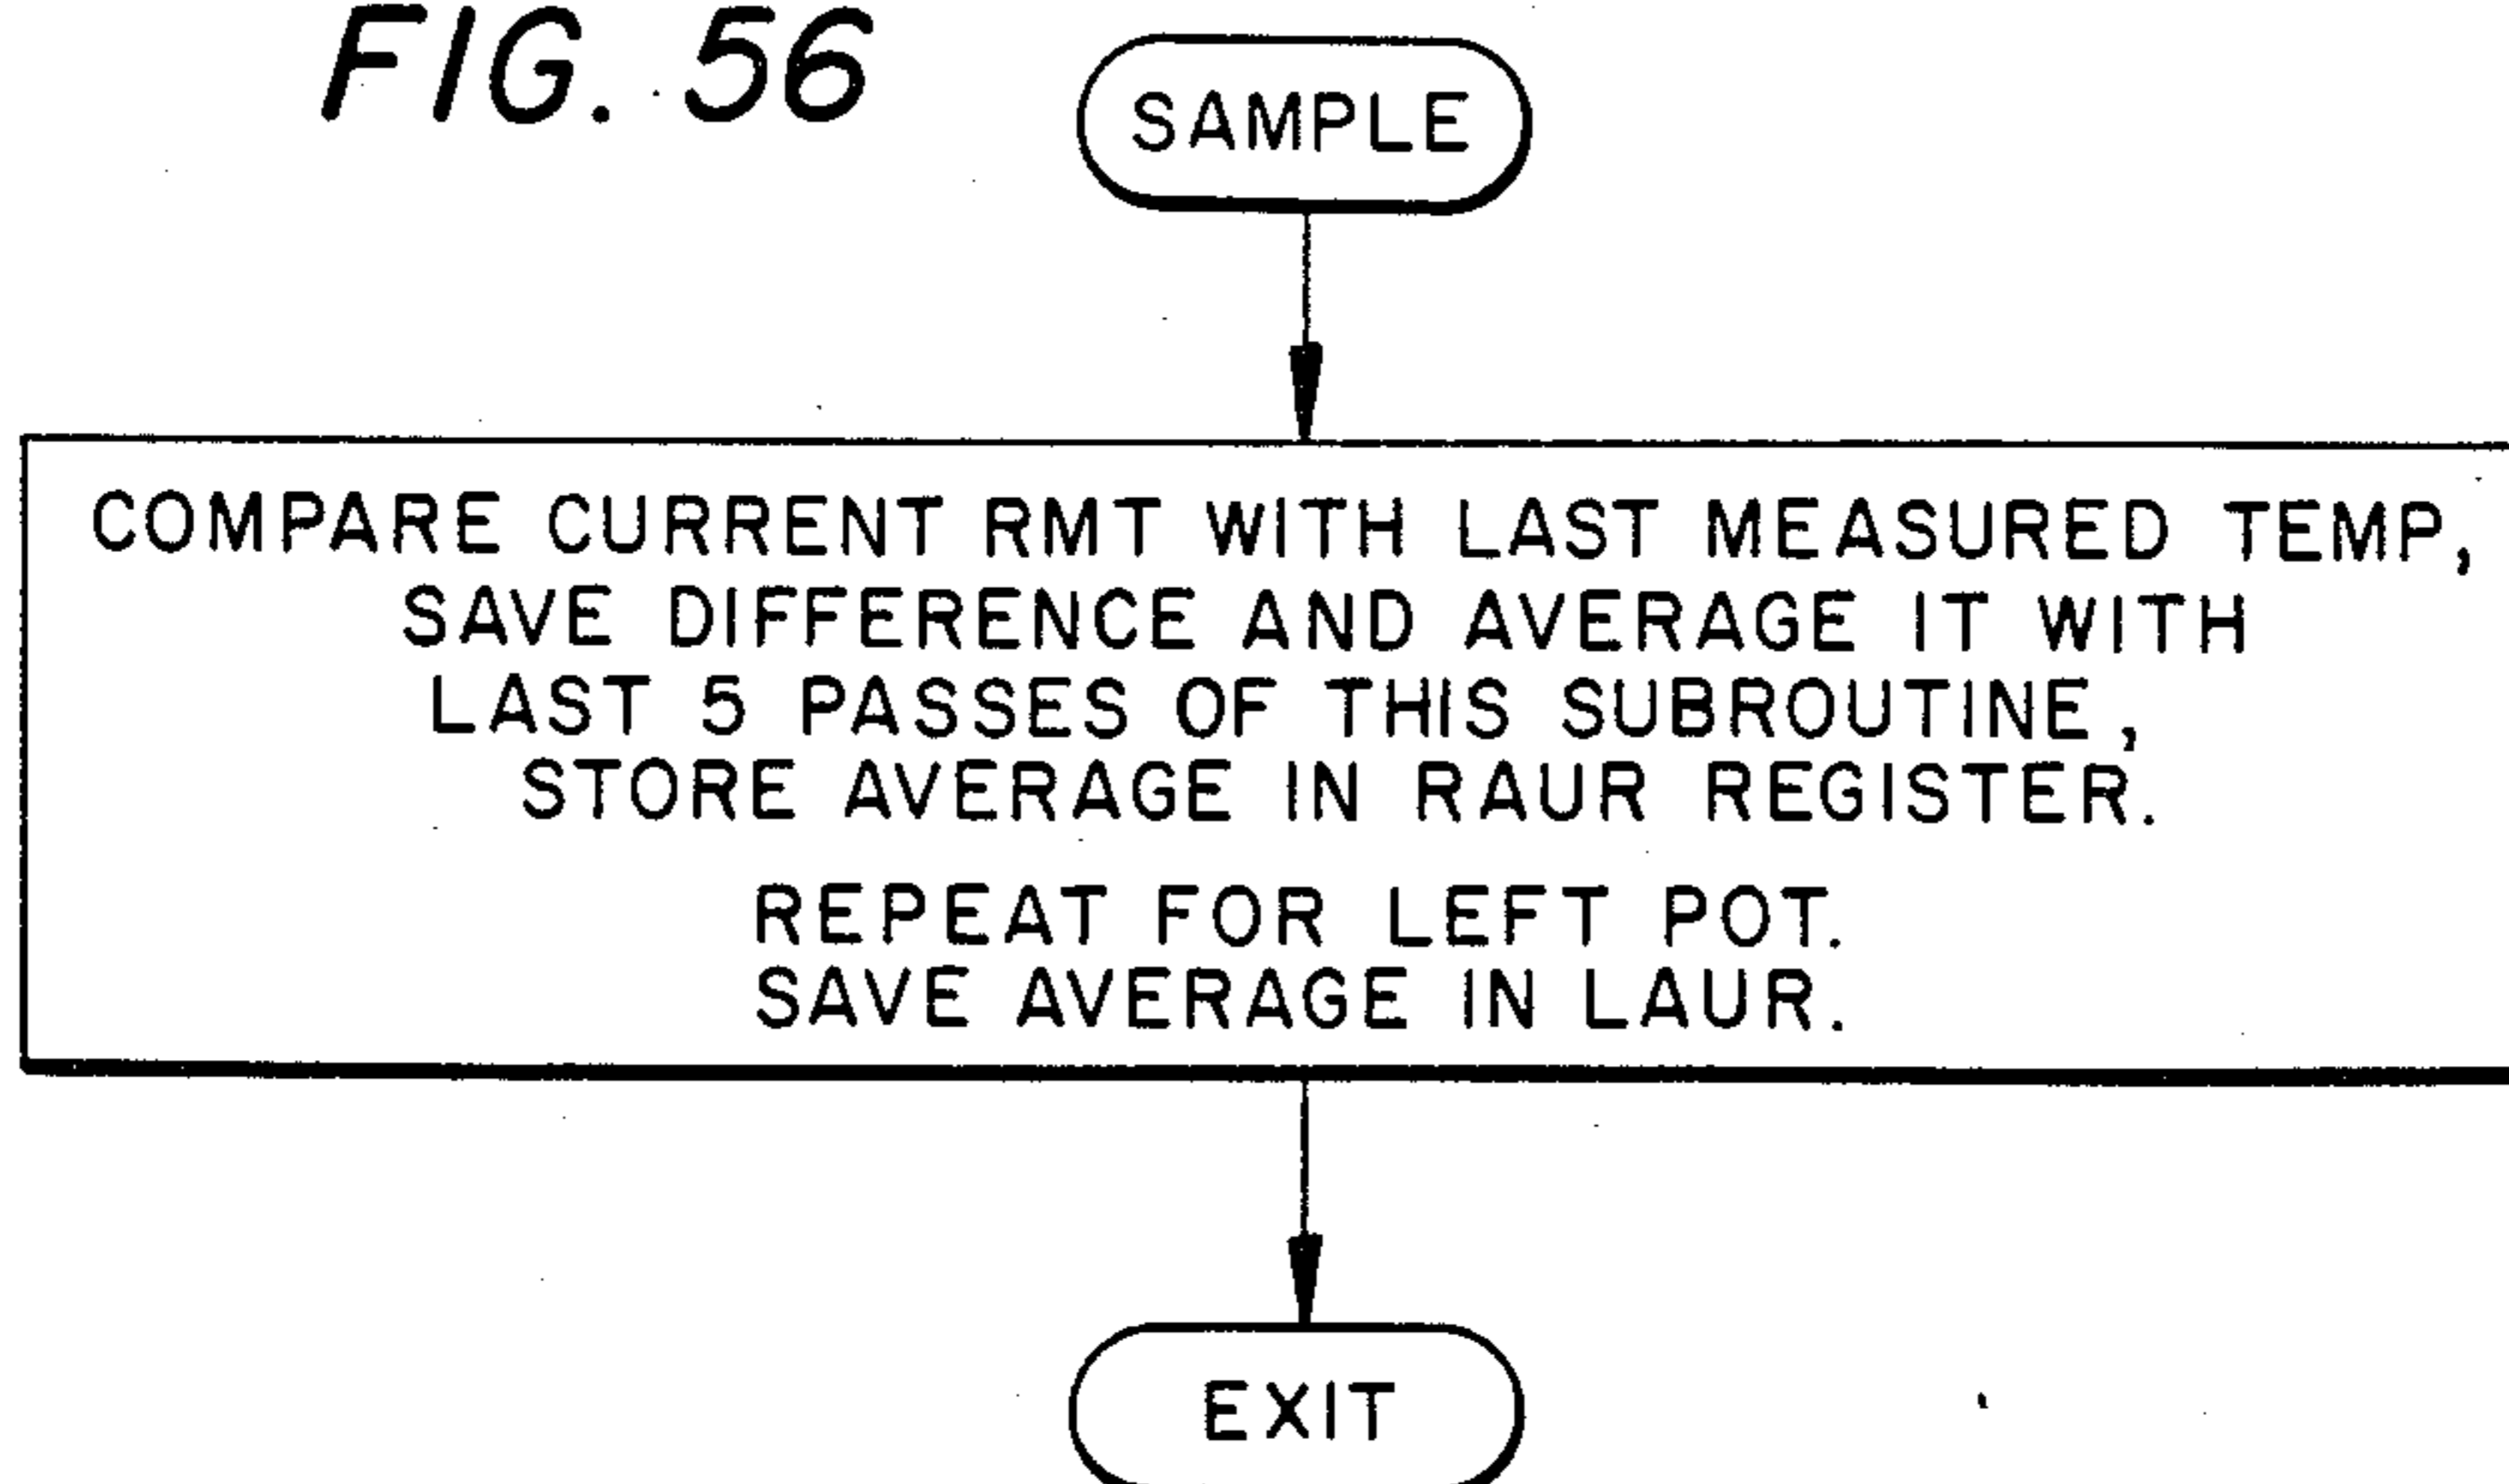 FIG. 56
SAMPLE
COMPARE CURRENT RMT WITH LAST MEASURED TEMP,
SAVE DIFFERENCE AND AVERAGE IT WITH
LAST 5 PASSES OF THIS SUBROUTINE,
STORE AVERAGE IN RAUR REGISTER.
REPEAT FOR LEFT POT.
SAVE AVERAGE IN LAUR.
EXIT